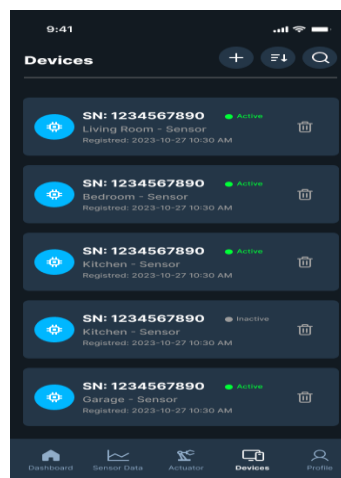 9:41
Devices
SN: 1234567890 Active
Living Room - Sensor
Registred: 2023-10-27 10:30 AM
SN: 1234567890 Active
Bedroom - Sensor
Registred: 2023-10-27 10:30 AM
SN: 1234567890 Active
Kitchen - Sensor
Registred: 2023-10-27 10:30 AM
SN: 1234567890 Inactive
Kitchen - Sensor
Registred: 2023-10-27 10:30 AM
SN: 1234567890 Active
Garage - Sensor
Registred: 2023-10-27 10:30 AM
Dashboard Sensor Data Actuator Devices Profile